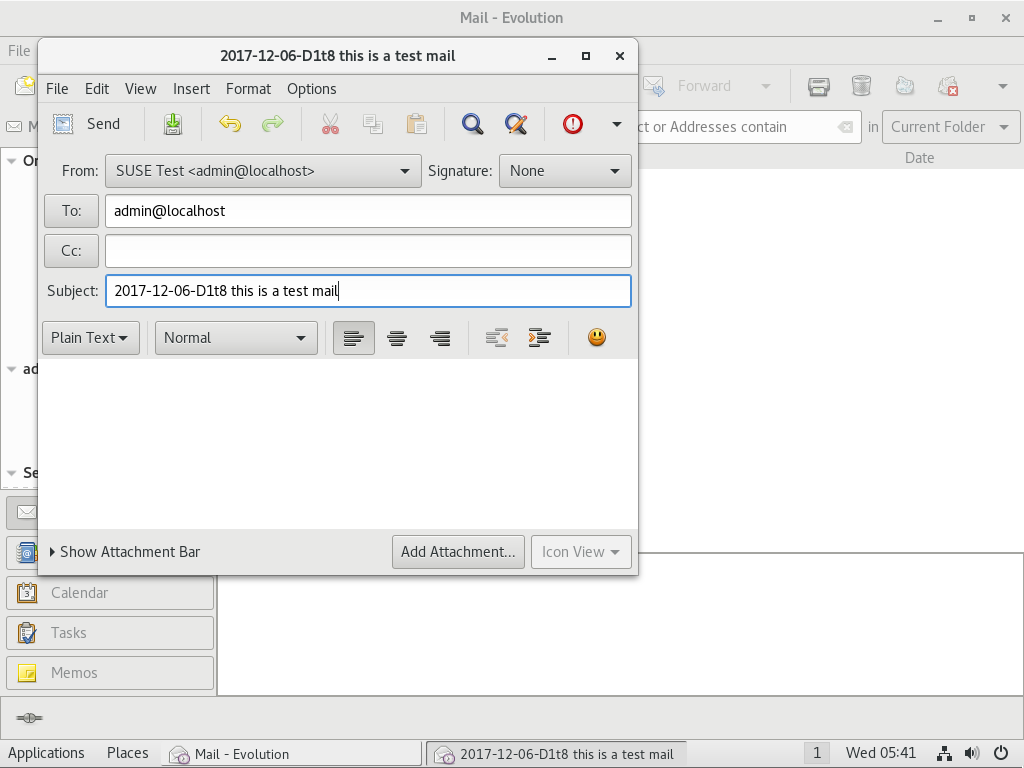 Mail - Evolution
File
2017-12-06-D1t8 this is a test mail
File Edit View Insert Format Options
Send
Forward
ct or Addresses contain
in
Current Folder
Date
From:
SUSE Test <admin@localhost>
Signature:
None
To:
admin@localhost
Cc:
Subject:
2017-12-06-D1t8 this is a test mail
Plain Text
Normal
Show Attachment Bar
Add Attachment...
Icon View
M
On
ad
Se
Calendar
Tasks
Memos
Applications
Places
Mail - Evolution
2017-12-06-D1t8 this is a test mail
1
Wed 05:41